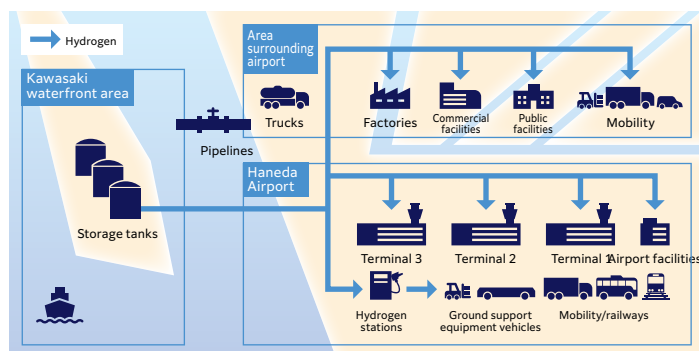 Hydrogen
Kawasaki
waterfront area
Storage tanks
Pipelines
Area
surrounding
airport
Trucks
Factories
Commercial
facilities
Public
facilities
Mobility
Haneda
Airport
Terminal 3
Terminal 2
Terminal 1
Airport facilities
Hydrogen
stations
Ground support
equipment vehicles
Mobility/railways